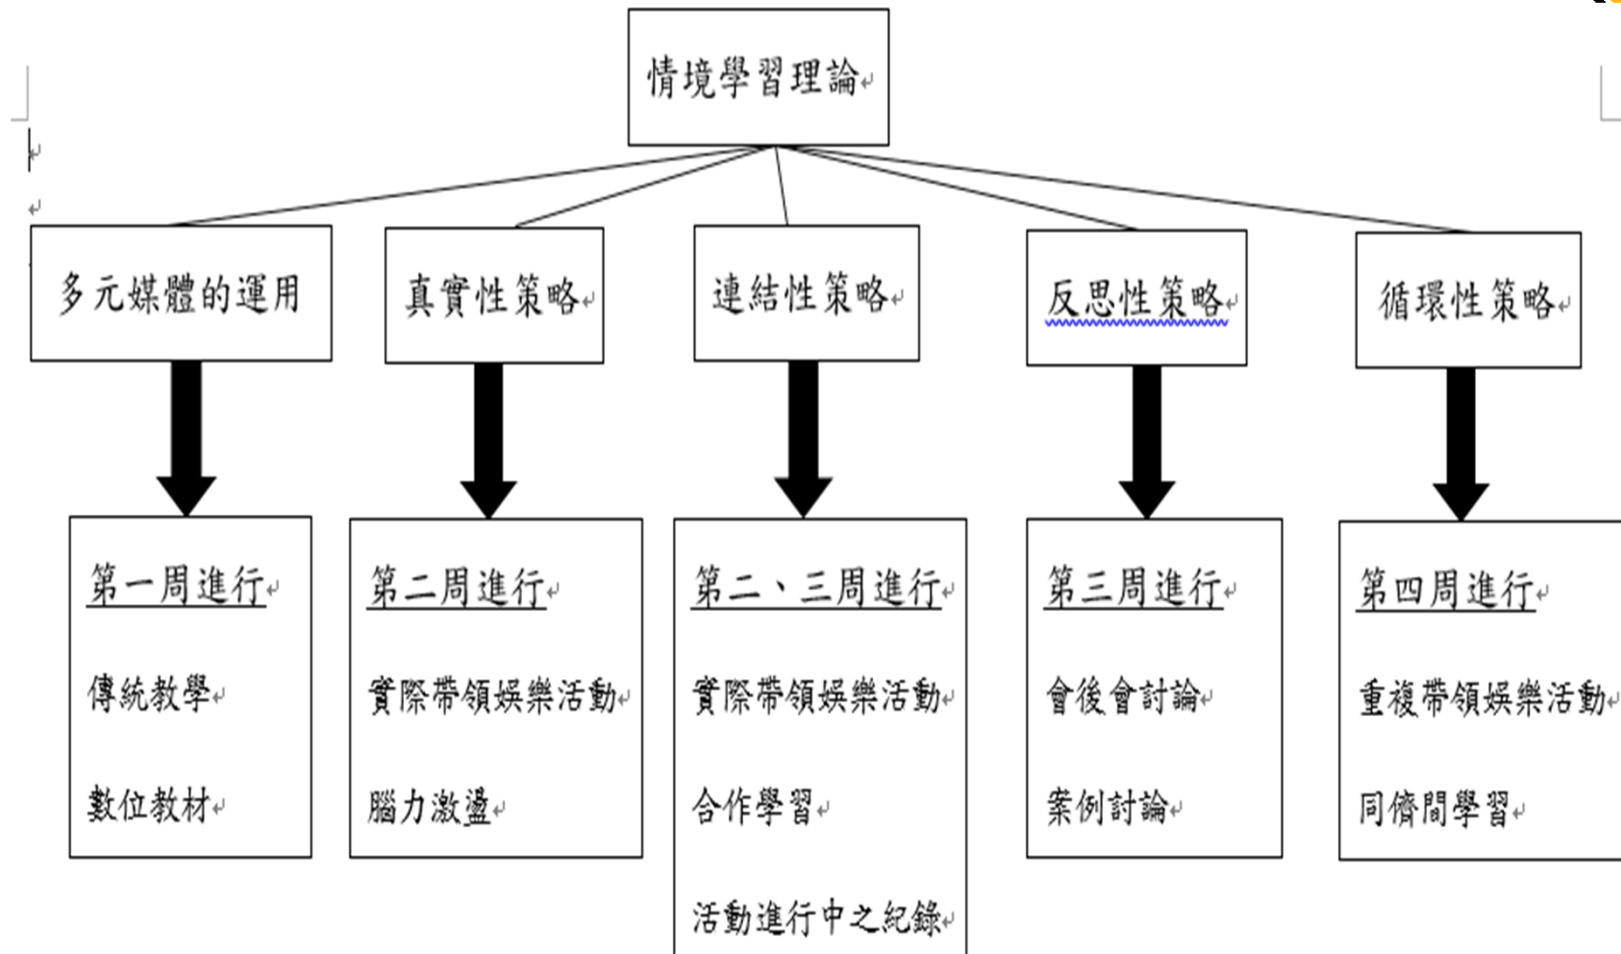 情境學習理論
多元媒體的運用
真實性策略
連結性策略
反思性策略
循環性策略
第一周進行
傳統教學
數位教材
第二周進行
實際帶領娛樂活動
腦力激盪
第二、三周進行
實際帶領娛樂活動
合作學習
活動進行中之紀錄
第三周進行
會後會討論
案例討論
第四周進行
重複帶領娛樂活動
同儕間學習